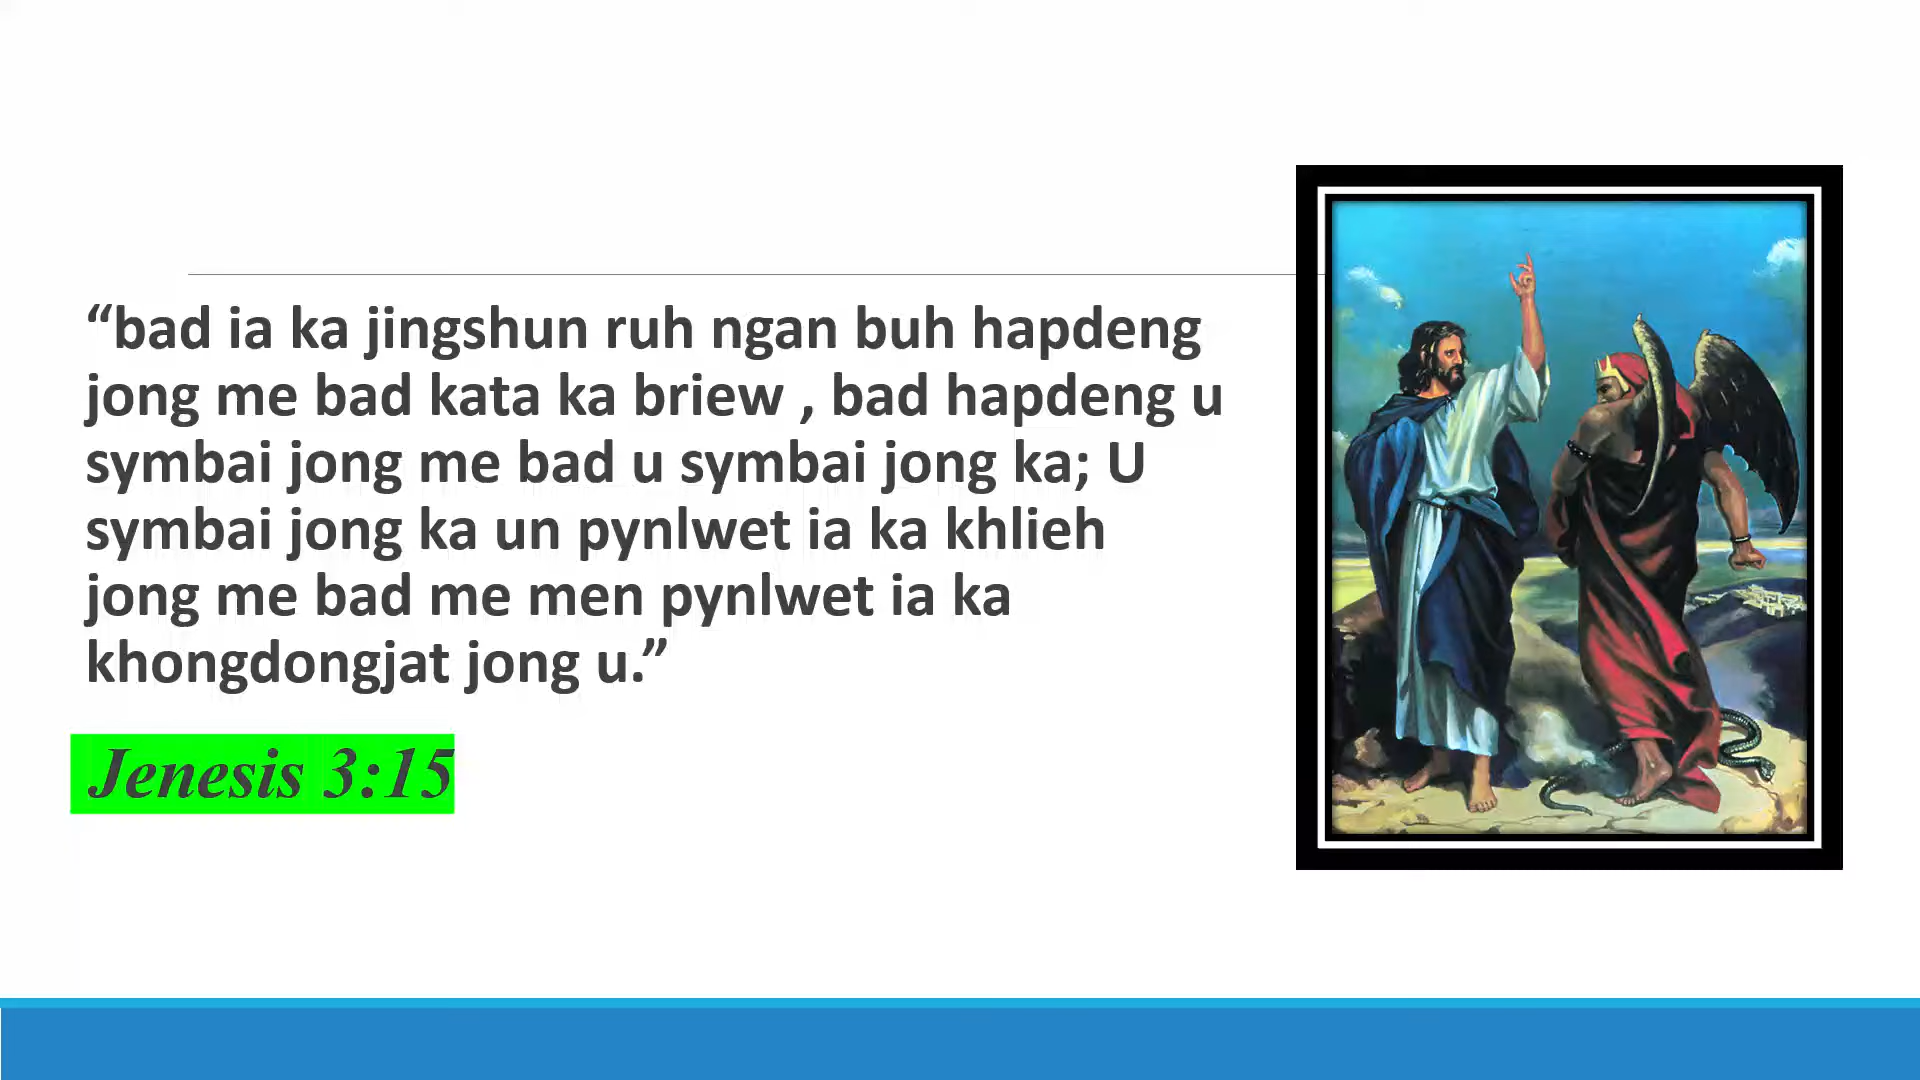 “bad ia ka jingshun ruh ngan buh hapdeng
jong me bad kata ka briew , bad hapdeng u
symbai jong me bad u symbai jong ka; U
symbai jong ka un pynlwet ia ka khlieh
jong me bad me men pynlwet ia ka
khongdongjat jong u.”
Jenesis 3:15